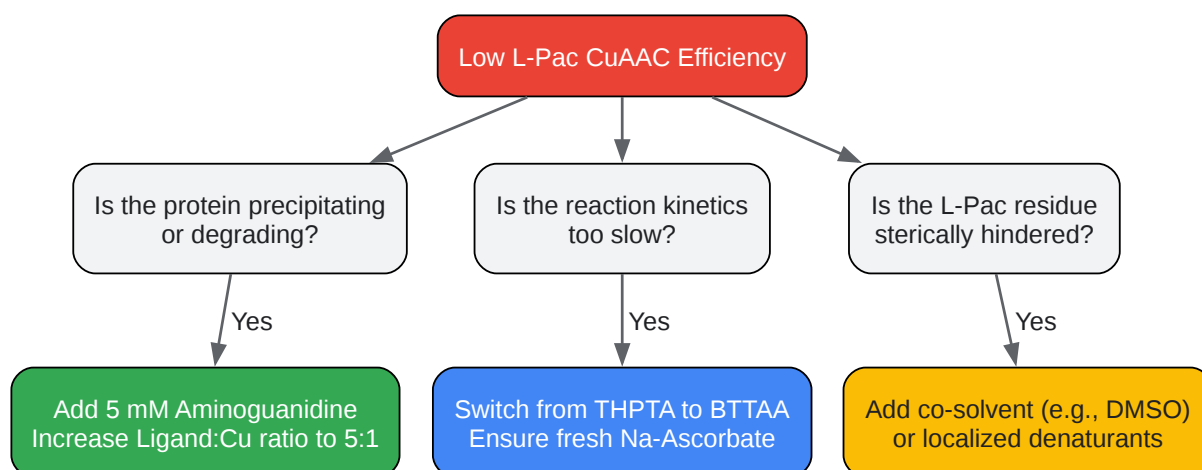 Low L-Pac CuAAC Efficiency
Is the protein precipitating
or degrading?
Is the reaction kinetics
too slow?
Is the L-Pac residue
sterically hindered?
Yes
Yes
Yes
Add 5 mM Aminoguanidine
Increase Ligand:Cu ratio to 5:1
Switch from THPTA to BTTAA
Ensure fresh Na-Ascorbate
Add co-solvent (e.g., DMSO)
or localized denaturants